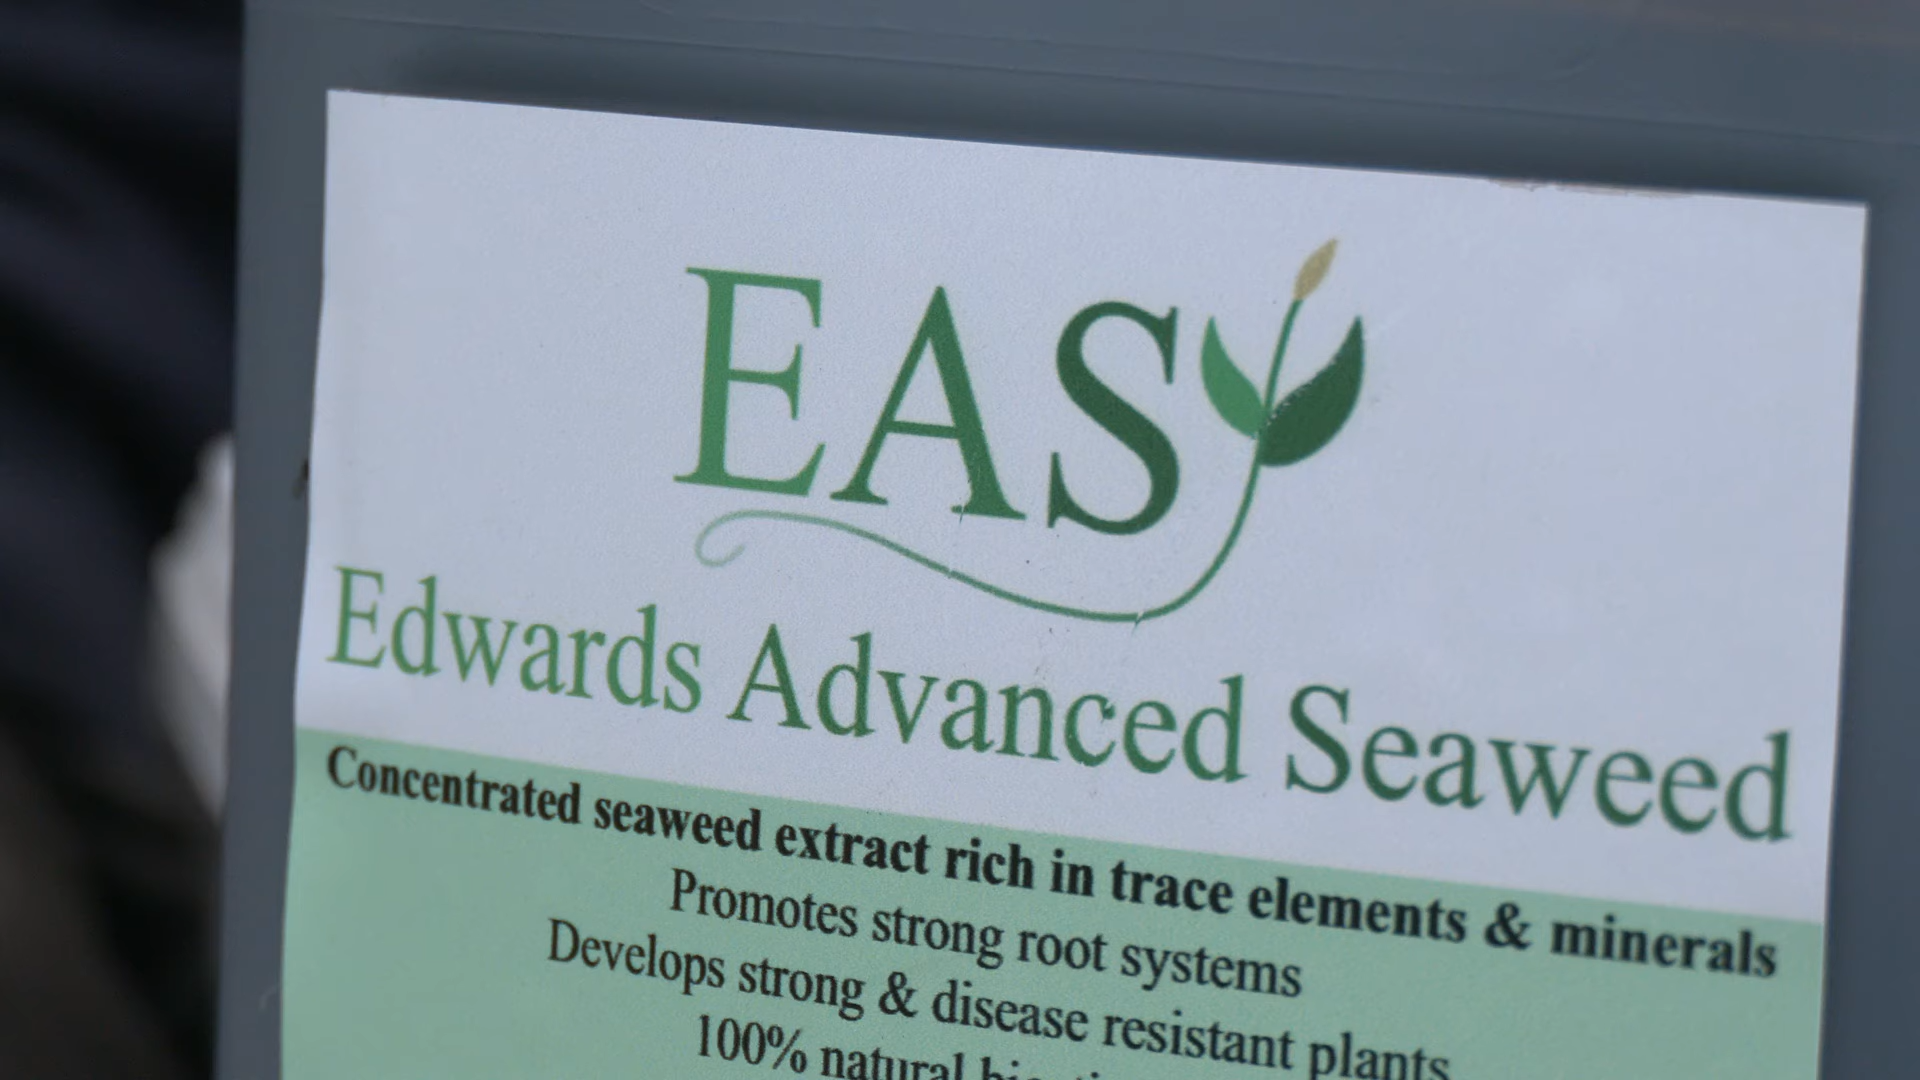 EASY
Edwards Advanced Seaweed
Concentrated seaweed extract rich in trace elements & minerals
Promotes strong root systems
Develops strong & disease resistant plants
100% natural